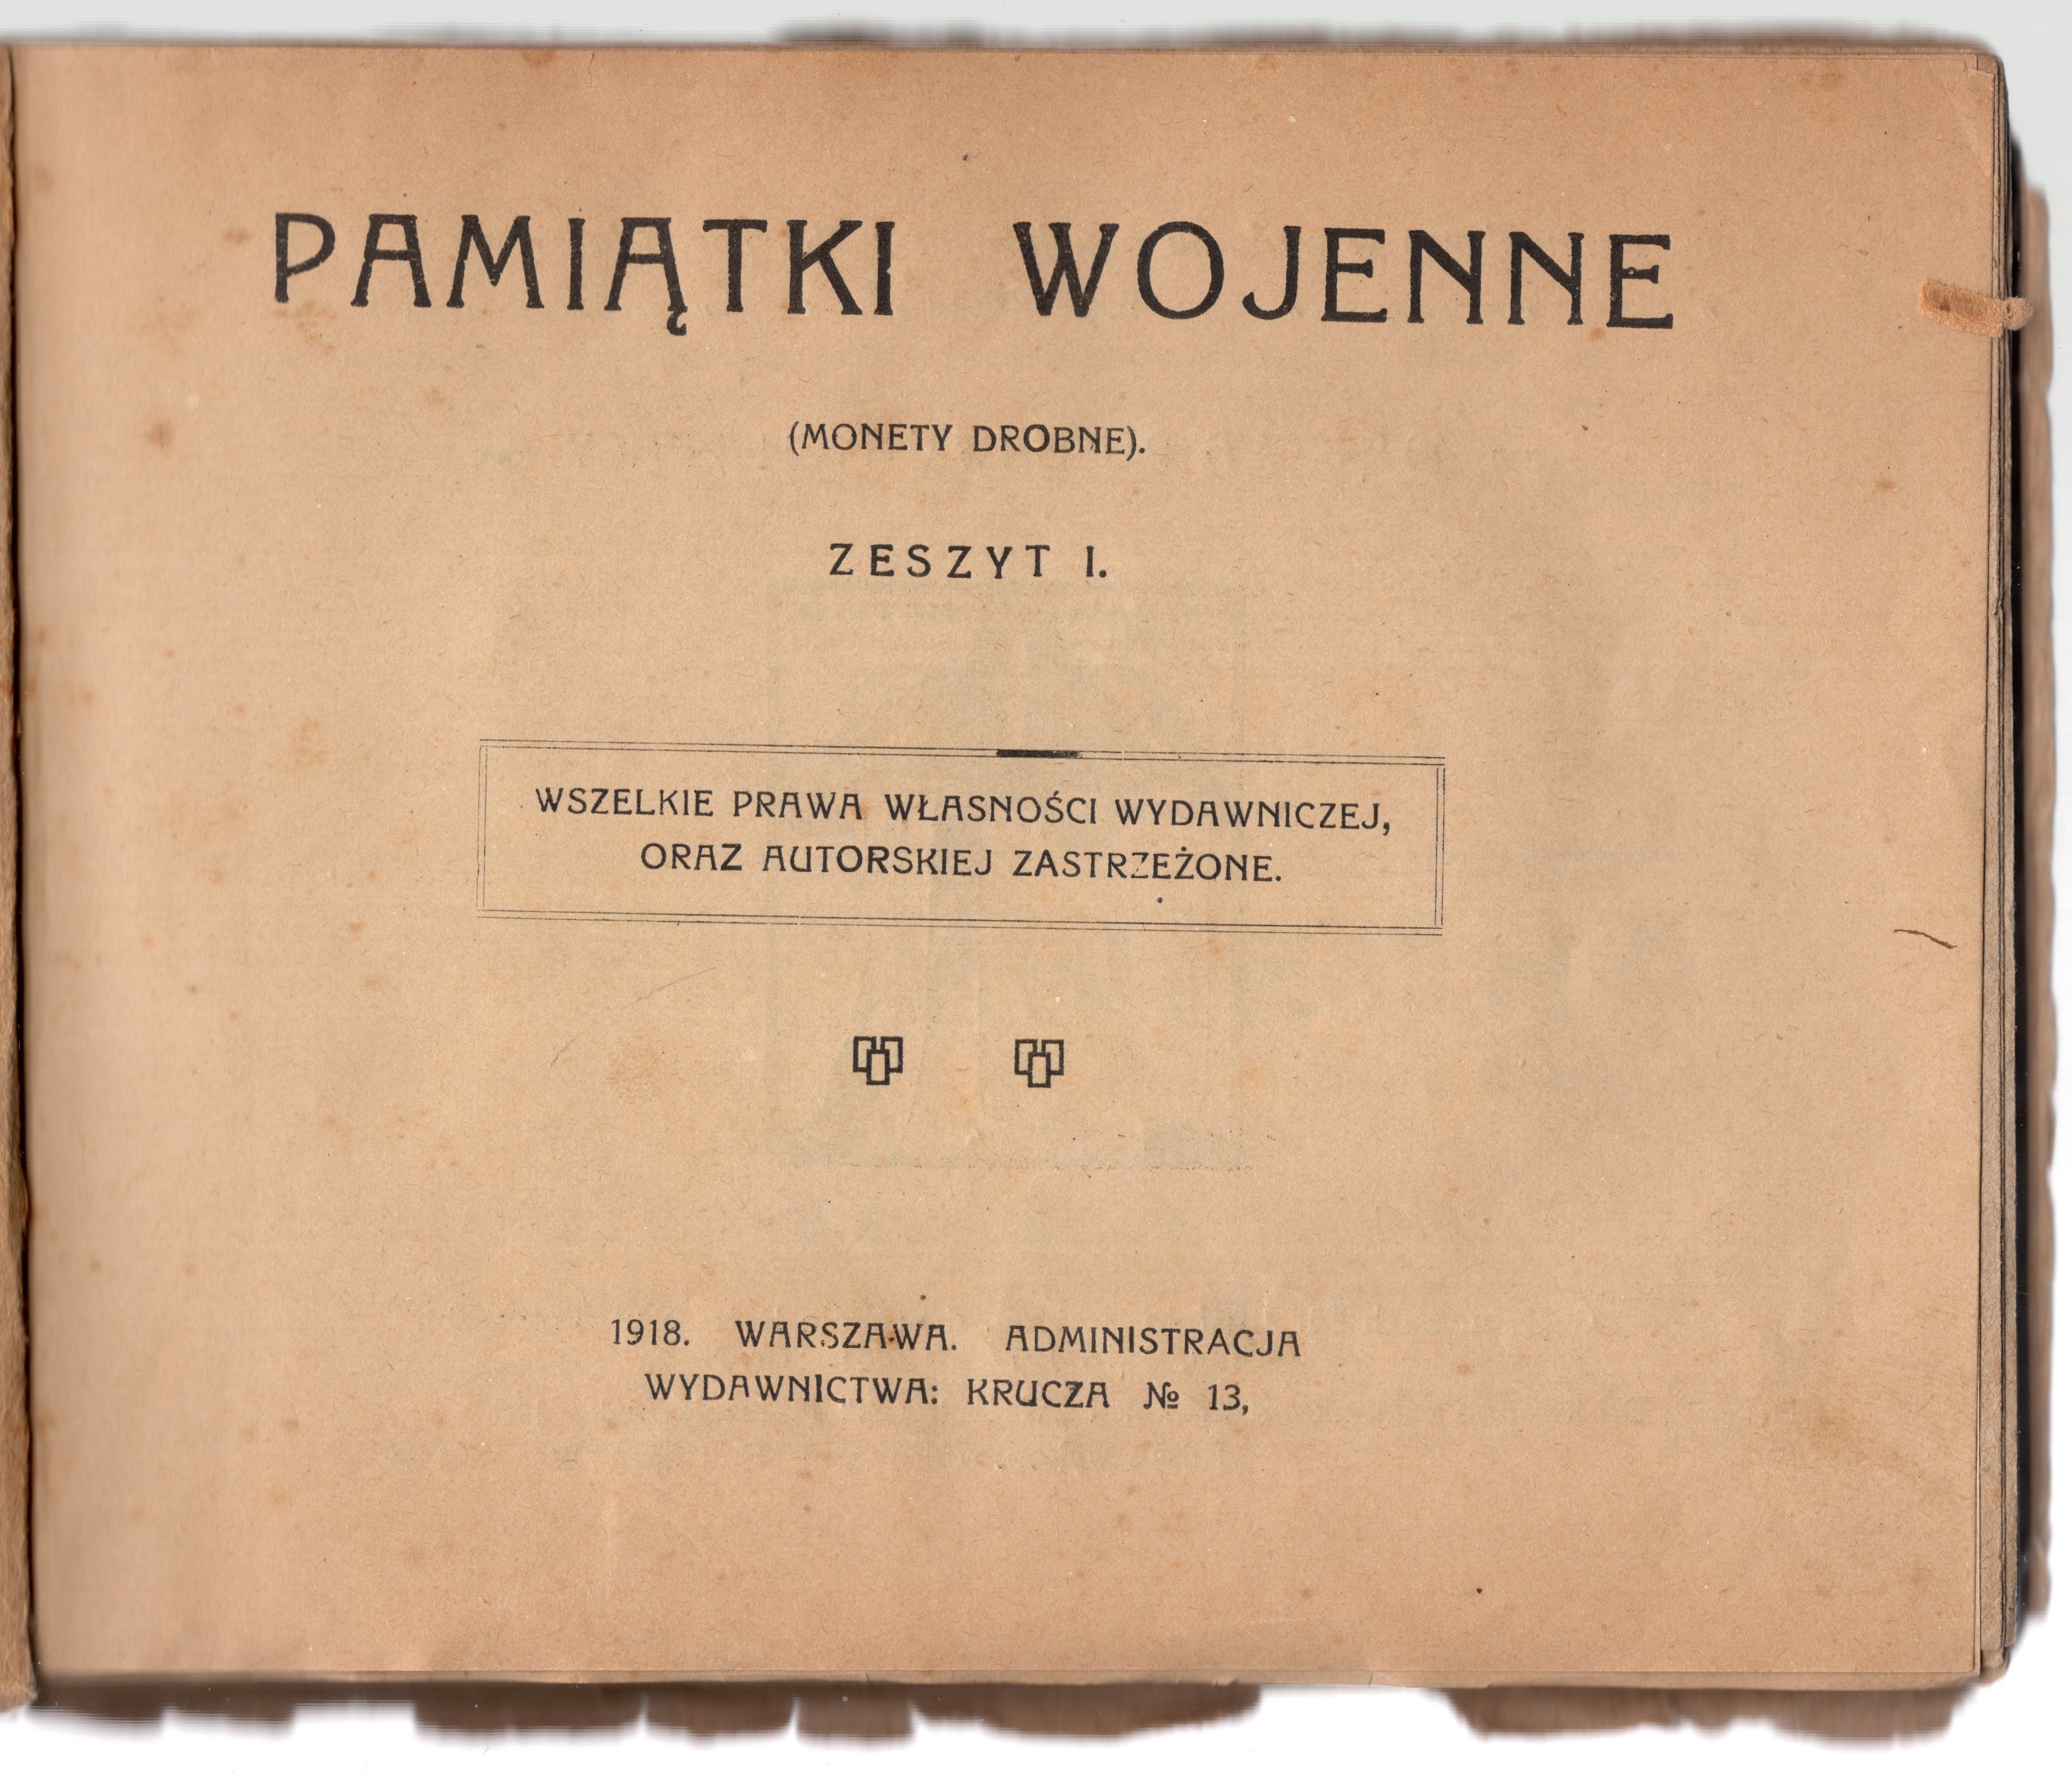 PAMIĄTKI WOJENNE
(MONETY DROBNE).
ZESZYT I.
WSZELKIE PRAWA WŁASNOŚCI WYDAWNICZEJ,
ORAZ AUTORSKIEJ ZASTRZEŻONE.
1918. WARSZAWA. ADMINISTRACJA
WYDAWNICTWA: KRUCZA № 13,